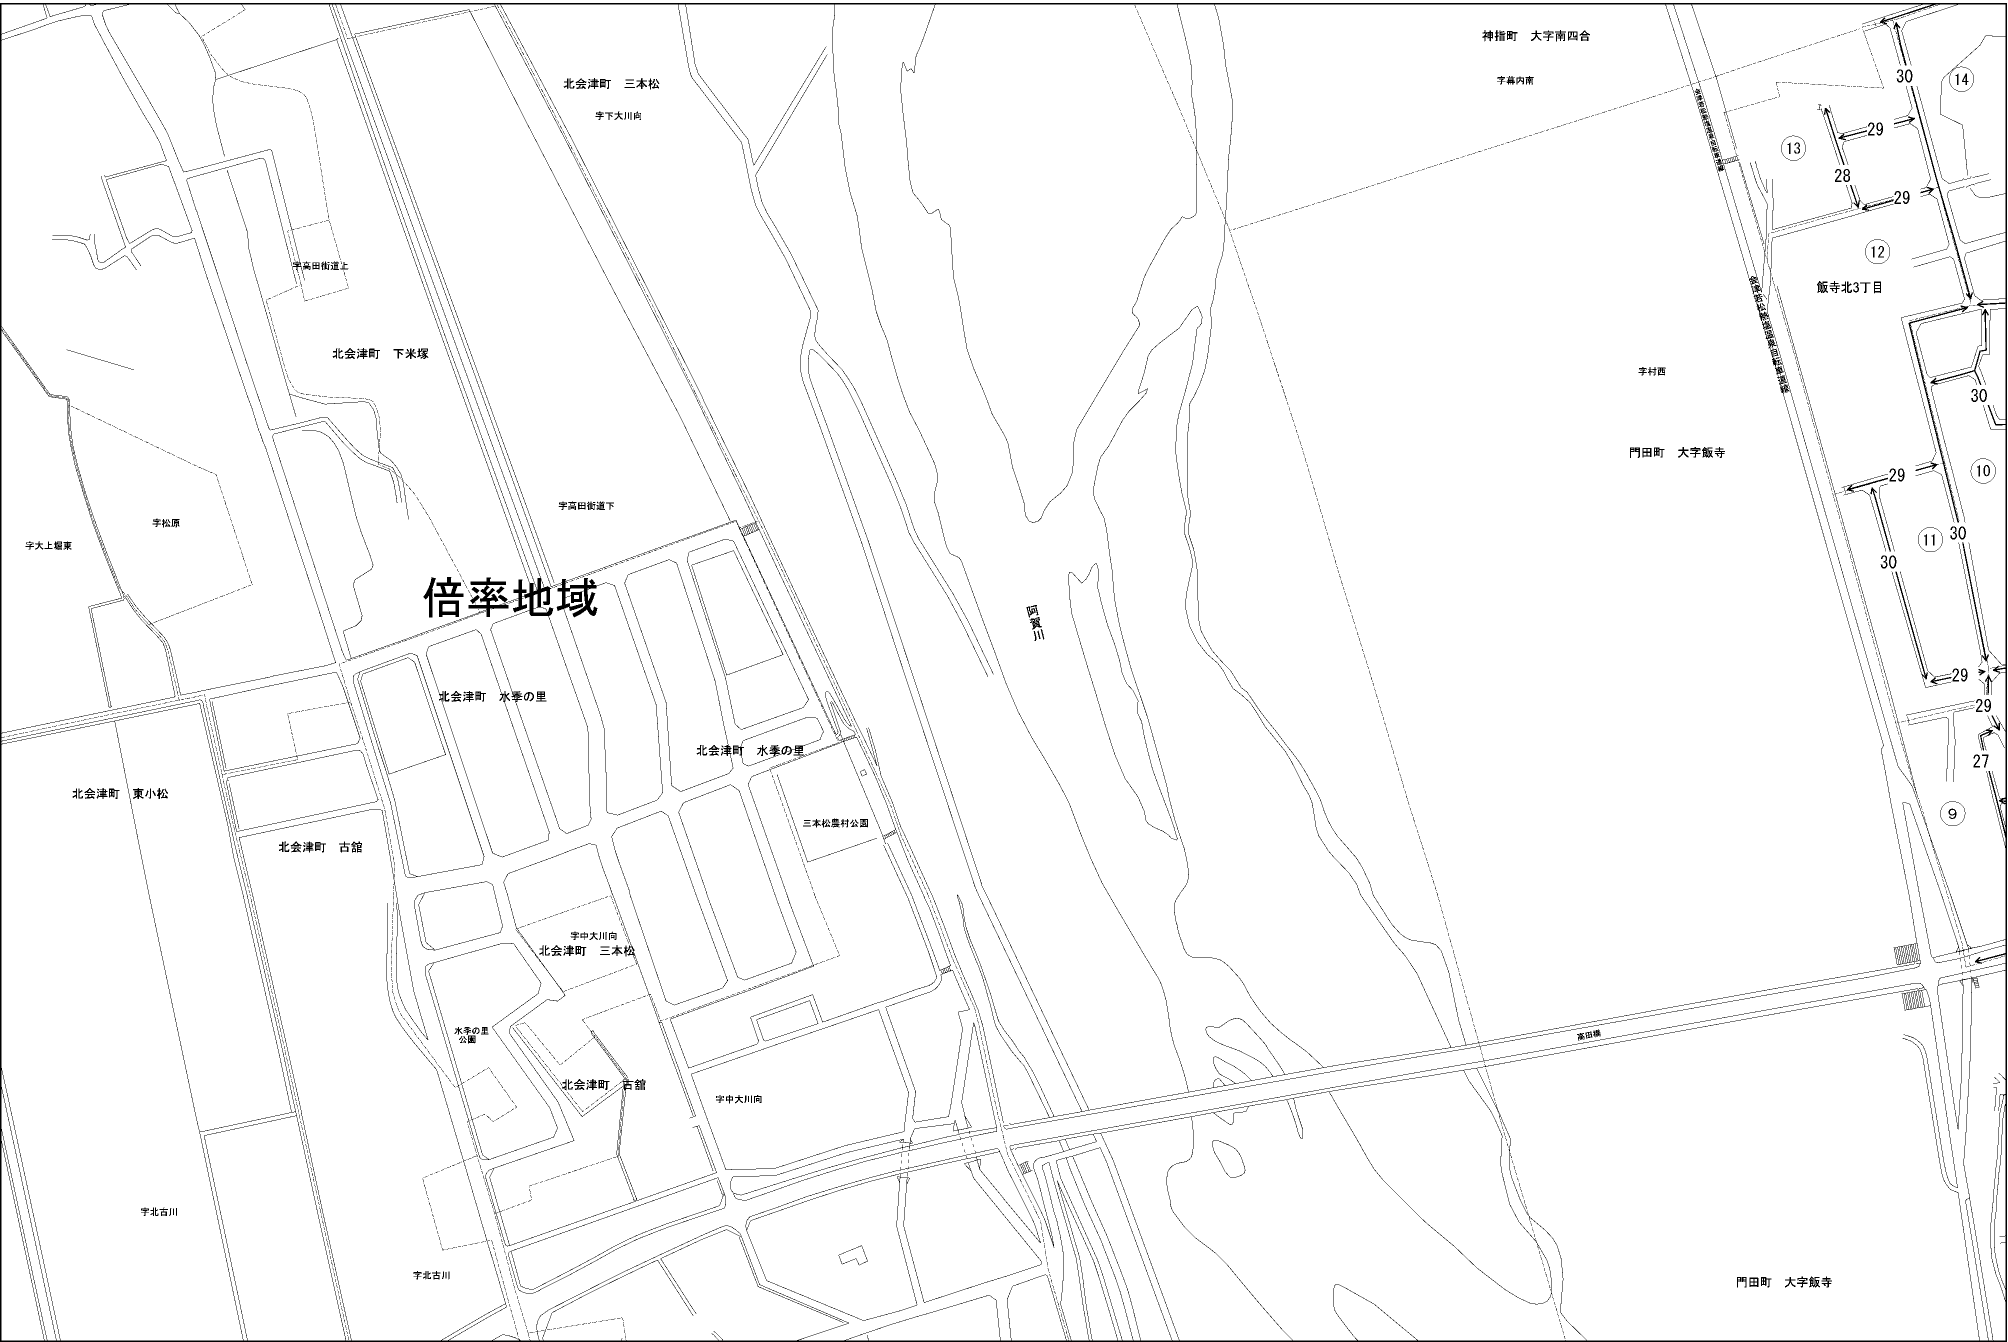 神指町　大字南四合
字幕内南
北会津町　三本松
字下大川向
30
14
29
13
28
29
12
飯寺北3丁目
字高田街道上
北会津町　下米塚
字村西
30
門田町　大字飯寺
29
10
字高田街道下
字松原
字大上堀東
30
11
30
倍率地域
阿賀川
29
北会津町　水季の里
29
北会津町　水季の里
27
北会津町　東小松
9
三本松農村公園
北会津町　古舘
字中大川向
北会津町　三本松
水季の里
公園
高田橋
北会津町　古舘
字中大川向
字北古川
字北古川
門田町　大字飯寺